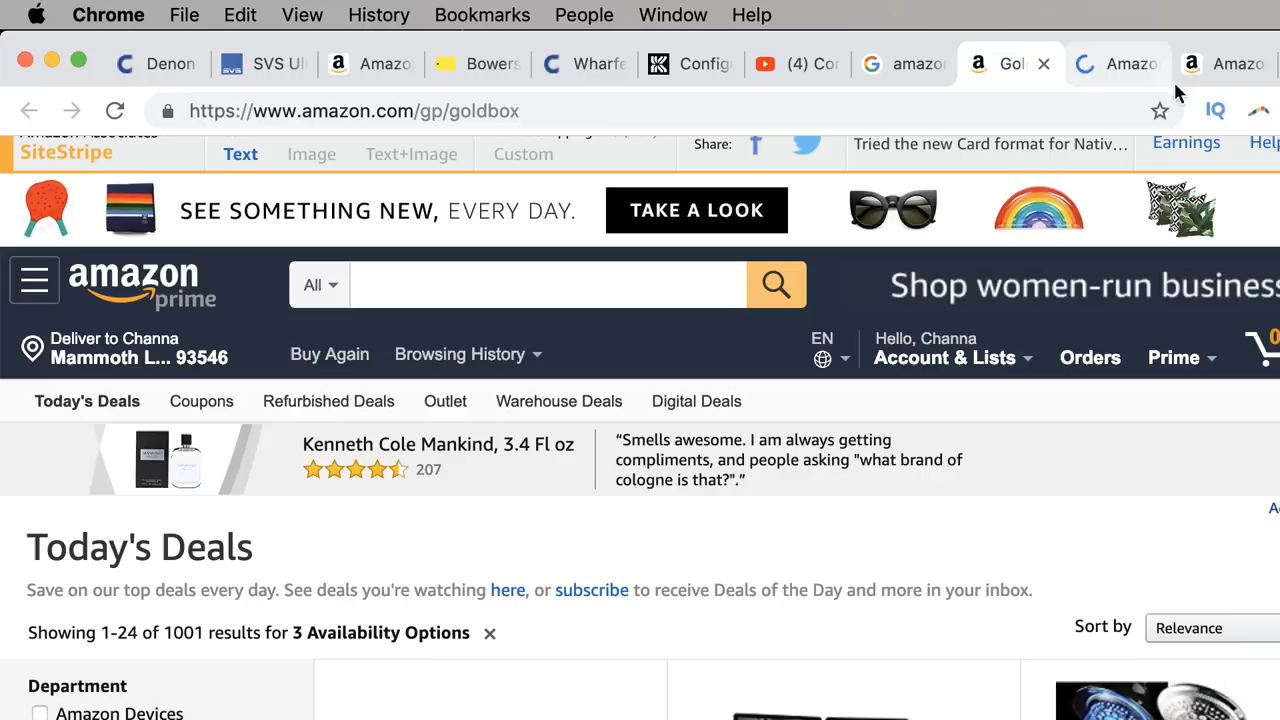 Chrome File Edit View History Bookmarks People Window Help
Denon SVS Ul Amazo Bowers Wharfe Config (4) Cor amazon Gol Amazo Amazo
https://www.amazon.com/gp/goldbox IQ
SiteStripe Text Image Text+Image Custom Share: Tried the new Card format for Nativ... Earnings Help
SEE SOMETHING NEW, EVERY DAY. TAKE A LOOK
amazon prime All Shop women-run business
Deliver to Channa
Mammoth L... 93546
Buy Again Browsing History EN Hello, Channa
Account & Lists Orders Prime 0
Today's Deals Coupons Refurbished Deals Outlet Warehouse Deals Digital Deals
Kenneth Cole Mankind, 3.4 Fl oz
207
“Smells awesome. I am always getting
compliments, and people asking "what brand of
cologne is that?".”
Today's Deals
Save on our top deals every day. See deals you're watching here, or subscribe to receive Deals of the Day and more in your inbox.
Showing 1-24 of 1001 results for 3 Availability Options
Sort by Relevance
Department
Amazon Devices